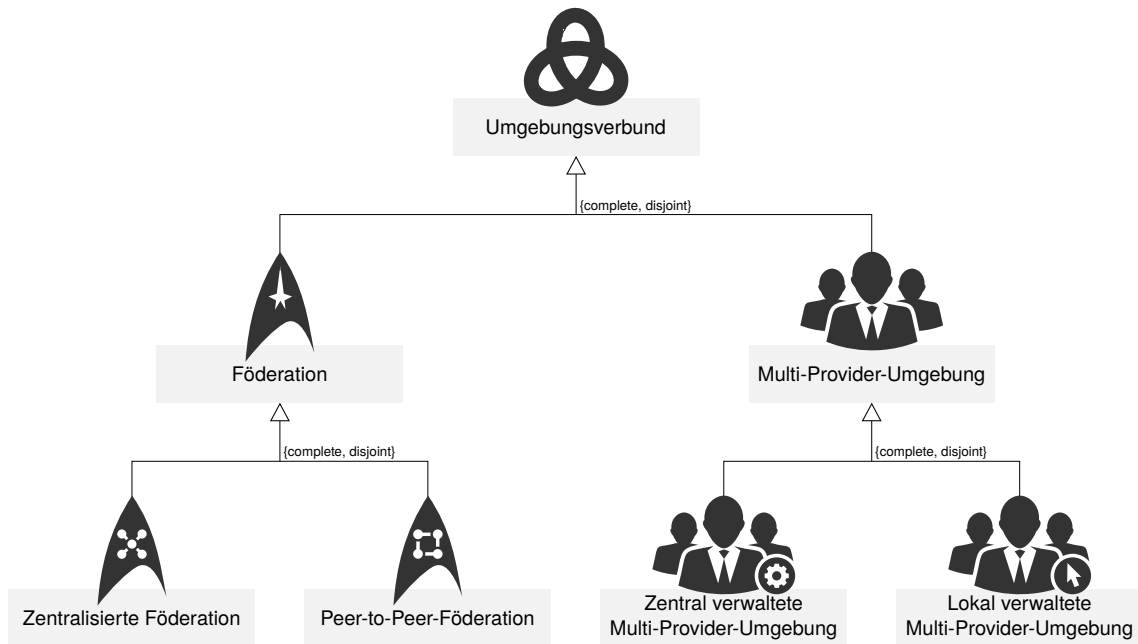 Umgebungsverbund
{complete, disjoint}
Föderation
Multi-Provider-Umgebung
{complete, disjoint}
{complete, disjoint}
Zentralisierte Föderation
Peer-to-Peer-Föderation
Zentral verwaltete
Multi-Provider-Umgebung
Lokal verwaltete
Multi-Provider-Umgebung